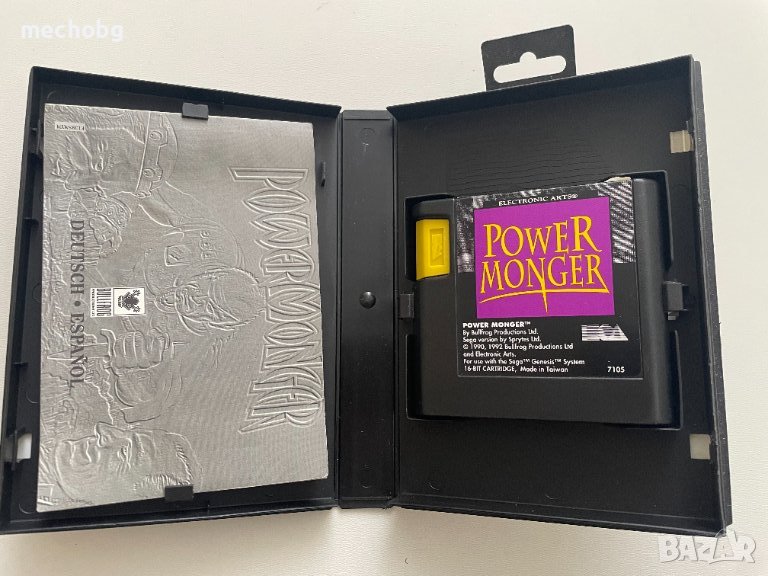 mechobg
POWERMONGER
DEUTSCH • ESPAÑOL
BULLFROG
ELECTRONIC ARTS®
POWER
MONGER
POWER MONGER™
By Bullfrog Productions Ltd.
Sega version by Sprytes Ltd.
© 1990, 1992 Bullfrog Productions Ltd
and Electronic Arts.
For use with the Sega™ Genesis™ System
16-BIT CARTRIDGE, Made in Taiwan
7105
BAZAR